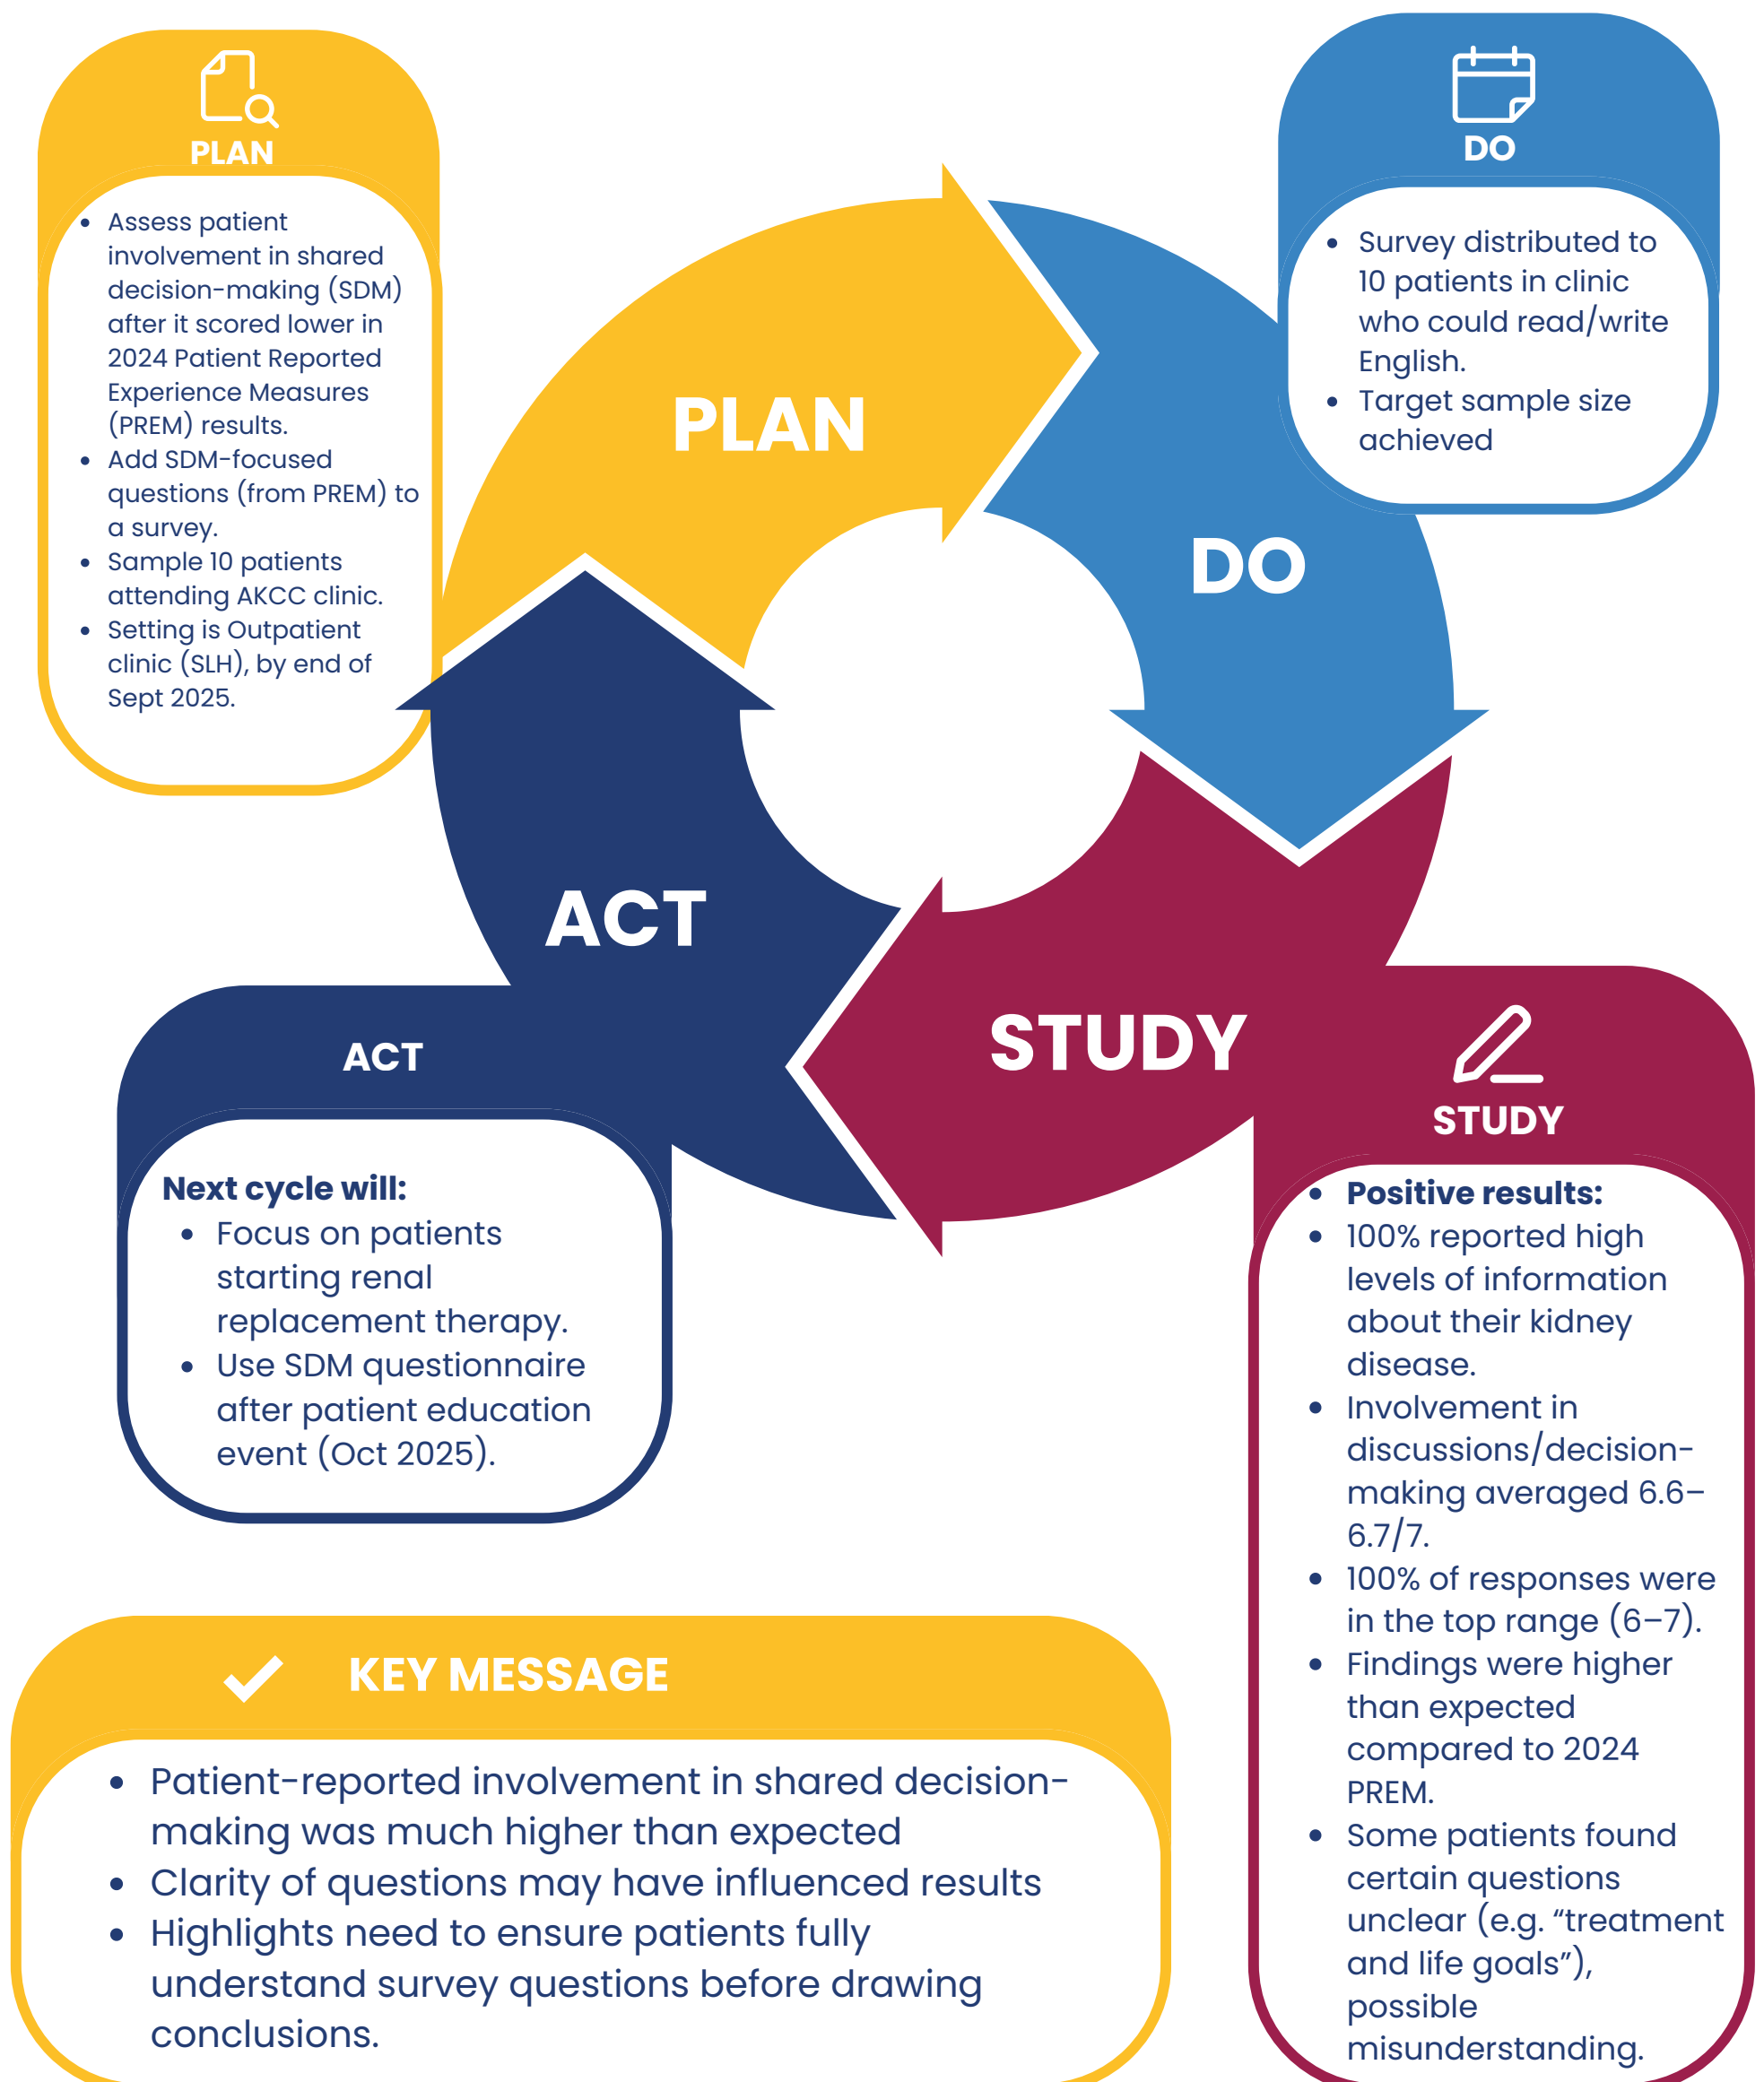 PLAN
• Assess patient
involvement in shared
decision-making (SDM)
after it scored lower in
2024 Patient Reported
Experience Measures
(PREM) results.
• Add SDM-focused
questions (from PREM) to
a survey.
• Sample 10 patients
attending AKCC clinic.
• Setting is Outpatient
clinic (SLH), by end of
Sept 2025.
DO
• Survey distributed to
10 patients in clinic
who could read/write
English.
• Target sample size
achieved
PLAN
DO
ACT
STUDY
ACT
Next cycle will:
• Focus on patients
starting renal
replacement therapy.
• Use SDM questionnaire
after patient education
event (Oct 2025).
STUDY
• Positive results:
• 100% reported high
levels of information
about their kidney
disease.
• Involvement in
discussions/decision-
making averaged 6.6–
6.7/7.
• 100% of responses were
in the top range (6–7).
• Findings were higher
than expected
compared to 2024
PREM.
• Some patients found
certain questions
unclear (e.g. “treatment
and life goals”),
possible
misunderstanding.
KEY MESSAGE
• Patient-reported involvement in shared decision-
making was much higher than expected
• Clarity of questions may have influenced results
• Highlights need to ensure patients fully
understand survey questions before drawing
conclusions.